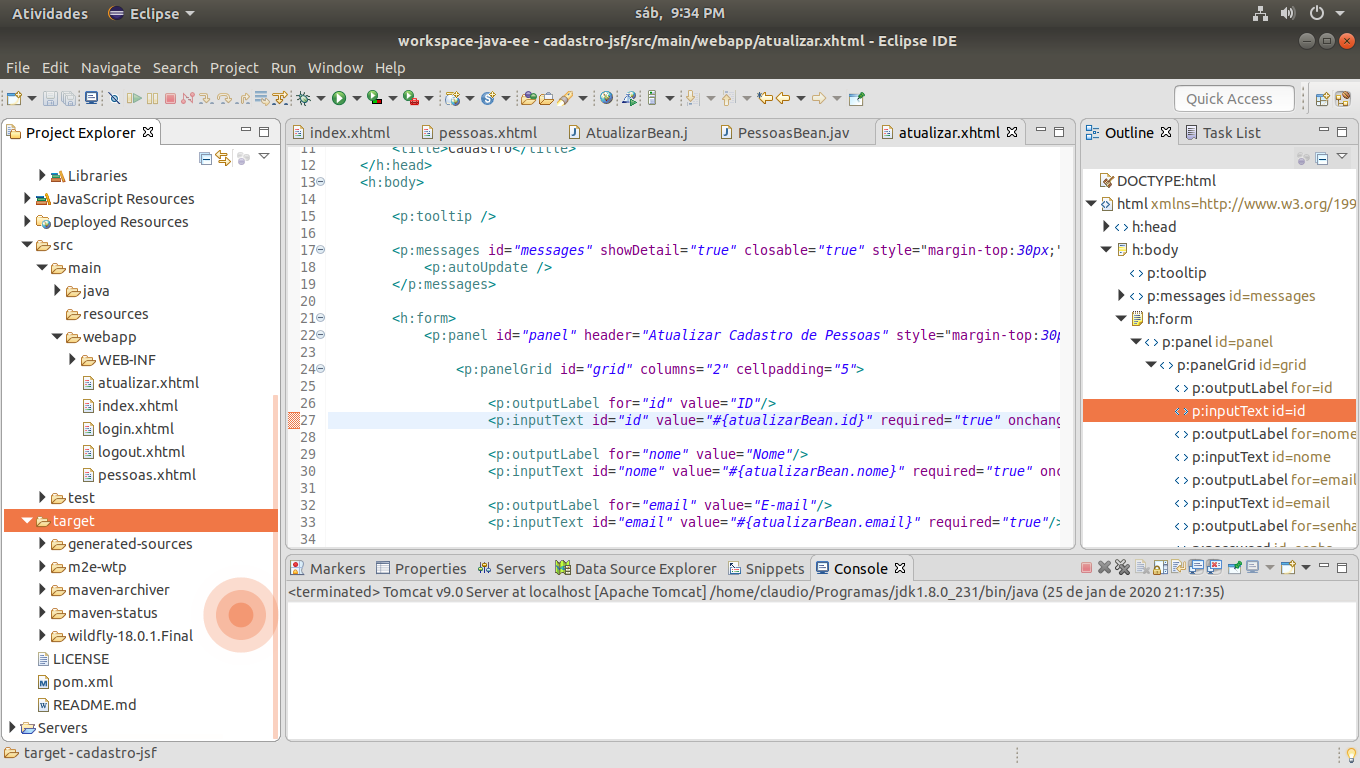 Atividades Eclipse sáb, 9:34 PM
workspace-java-ee - cadastro-jsf/src/main/webapp/atualizar.xhtml - Eclipse IDE
File Edit Navigate Search Project Run Window Help
Quick Access
Project Explorer
Libraries
JavaScript Resources
Deployed Resources
src
main
java
resources
webapp
WEB-INF
atualizar.xhtml
index.xhtml
login.xhtml
logout.xhtml
pessoas.xhtml
test
target
generated-sources
m2e-wtp
maven-archiver
maven-status
wildfly-18.0.1.Final
LICENSE
pom.xml
README.md
Servers
index.xhtml pessoas.xhtml AtualizarBean.j PessoasBean.jav atualizar.xhtml
11 <title>Cadastro</title>
12 </h:head>
13 <h:body>
14
15 <p:tooltip />
16
17 <p:messages id="messages" showDetail="true" closable="true" style="margin-top:30px;"
18 <p:autoUpdate />
19 </p:messages>
20
21 <h:form>
22 <p:panel id="panel" header="Atualizar Cadastro de Pessoas" style="margin-top:30p
23
24 <p:panelGrid id="grid" columns="2" cellpadding="5">
25
26 <p:outputLabel for="id" value="ID"/>
27 <p:inputText id="id" value="#{atualizarBean.id}" required="true" onchang
28
29 <p:outputLabel for="nome" value="Nome"/>
30 <p:inputText id="nome" value="#{atualizarBean.nome}" required="true" onc
31
32 <p:outputLabel for="email" value="E-mail"/>
33 <p:inputText id="email" value="#{atualizarBean.email}" required="true"/>
34
Outline Task List
DOCTYPE:html
html xmlns=http://www.w3.org/199
h:head
h:body
p:tooltip
p:messages id=messages
h:form
p:panel id=panel
p:panelGrid id=grid
p:outputLabel for=id
p:inputText id=id
p:outputLabel for=nome
p:inputText id=nome
p:outputLabel for=email
p:inputText id=email
p:outputLabel for=senha
p:password id=senha
Markers Properties Servers Data Source Explorer Snippets Console
<terminated> Tomcat v9.0 Server at localhost [Apache Tomcat] /home/claudio/Programas/jdk1.8.0_231/bin/java (25 de jan de 2020 21:17:35)
target - cadastro-jsf